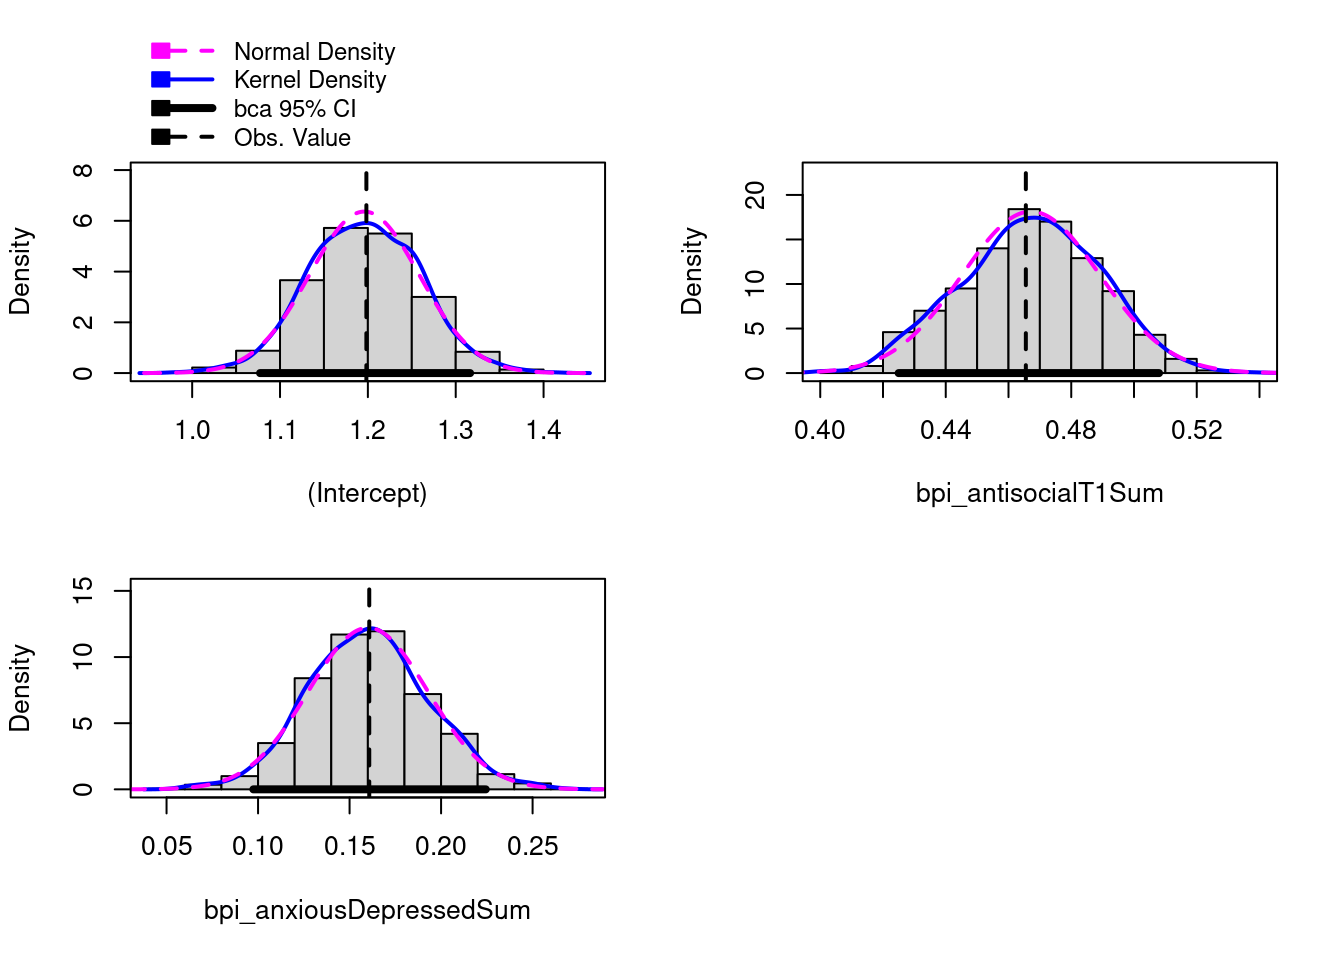 Normal Density
Kernel Density
bca 95% CI
Obs. Value
Density
8
6
4
2
0
1.0 1.1 1.2 1.3 1.4
(Intercept)
Density
20
10
5
0
0.40 0.44 0.48 0.52
bpi_antisocialT1Sum
Density
15
10
5
0
0.05 0.10 0.15 0.20 0.25
bpi_anxiousDepressedSum